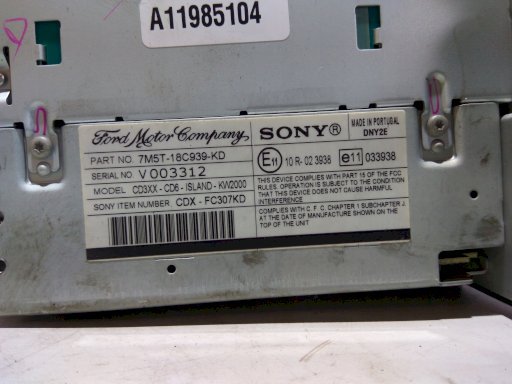 A11985104
Ford Motor Company
PART NO. 7M5T-18C939-KD
SERIAL NO V003312
MODEL CD3XX - CD6 - ISLAND - KW2000
SONY ITEM NUMBER CDX - FC307KD
SONY®
MADE IN PORTUGAL
DNY2E
E11 10 R- 02 3938
e11 033938
THIS DEVICE COMPLIES WITH PART 15 OF THE FCC
RULES. OPERATION IS SUBJECT TO THE CONDITION
THAT THIS DEVICE DOES NOT CAUSE HARMFUL
INTERFERENCE
COMPLIES WITH C. F. C. CHAPTER 1 SUBCHAPTER J.
AT THE DATE OF MANUFACTURE SHOWN ON THE
TOP OF THE UNIT